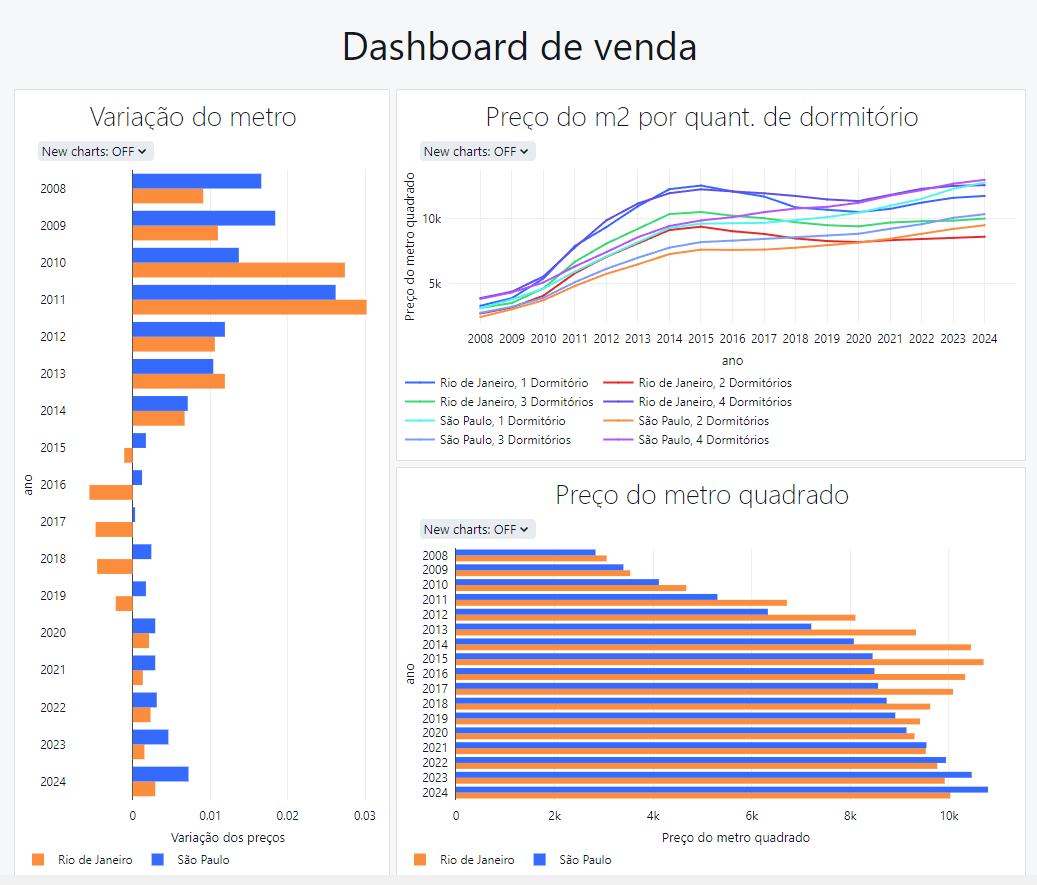 Dashboard de venda
Variação do metro
New charts: OFF
2008
2009
2010
2011
2012
2013
2014
2015
2016
2017
2018
2019
2020
2021
2022
2023
2024
ano
0 0.01 0.02 0.03
Variação dos preços
Rio de Janeiro São Paulo
Preço do m2 por quant. de dormitório
New charts: OFF
Preço do metro quadrado
10k
5k
2008 2009 2010 2011 2012 2013 2014 2015 2016 2017 2018 2019 2020 2021 2022 2023 2024
ano
Rio de Janeiro, 1 Dormitório Rio de Janeiro, 2 Dormitórios
Rio de Janeiro, 3 Dormitórios Rio de Janeiro, 4 Dormitórios
São Paulo, 1 Dormitório São Paulo, 2 Dormitórios
São Paulo, 3 Dormitórios São Paulo, 4 Dormitórios
Preço do metro quadrado
New charts: OFF
2008
2009
2010
2011
2012
2013
2014
2015
2016
2017
2018
2019
2020
2021
2022
2023
2024
ano
0 2k 4k 6k 8k 10k
Preço do metro quadrado
Rio de Janeiro São Paulo